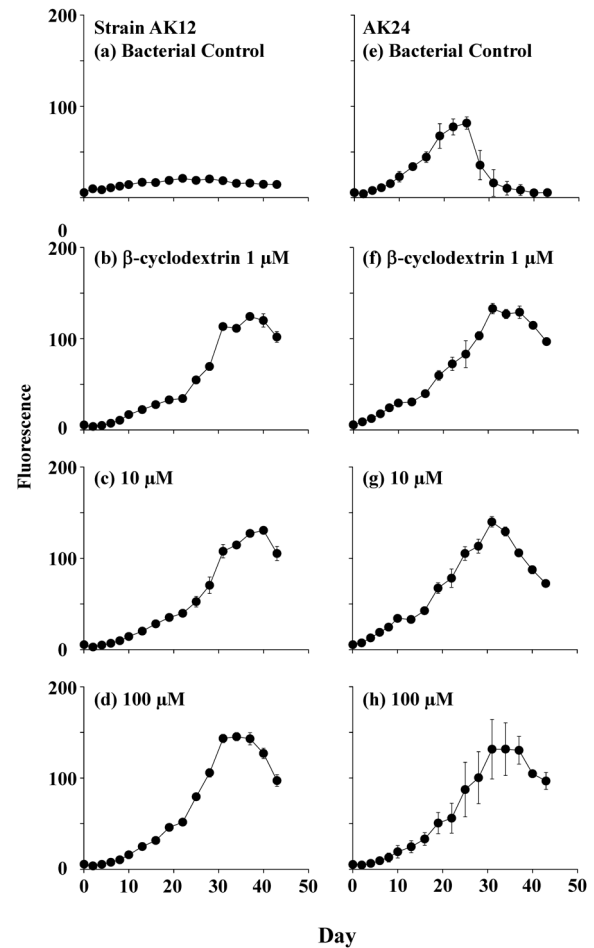 Strain AK12
(a) Bacterial Control
200
100
0
AK24
(e) Bacterial Control
(b) β-cyclodextrin 1 μM
200
100
0
(f) β-cyclodextrin 1 μM
(c) 10 μM
200
100
0
(g) 10 μM
(d) 100 μM
200
100
0
(h) 100 μM
0 10 20 30 40 50
0 10 20 30 40 50
Fluorescence
Day